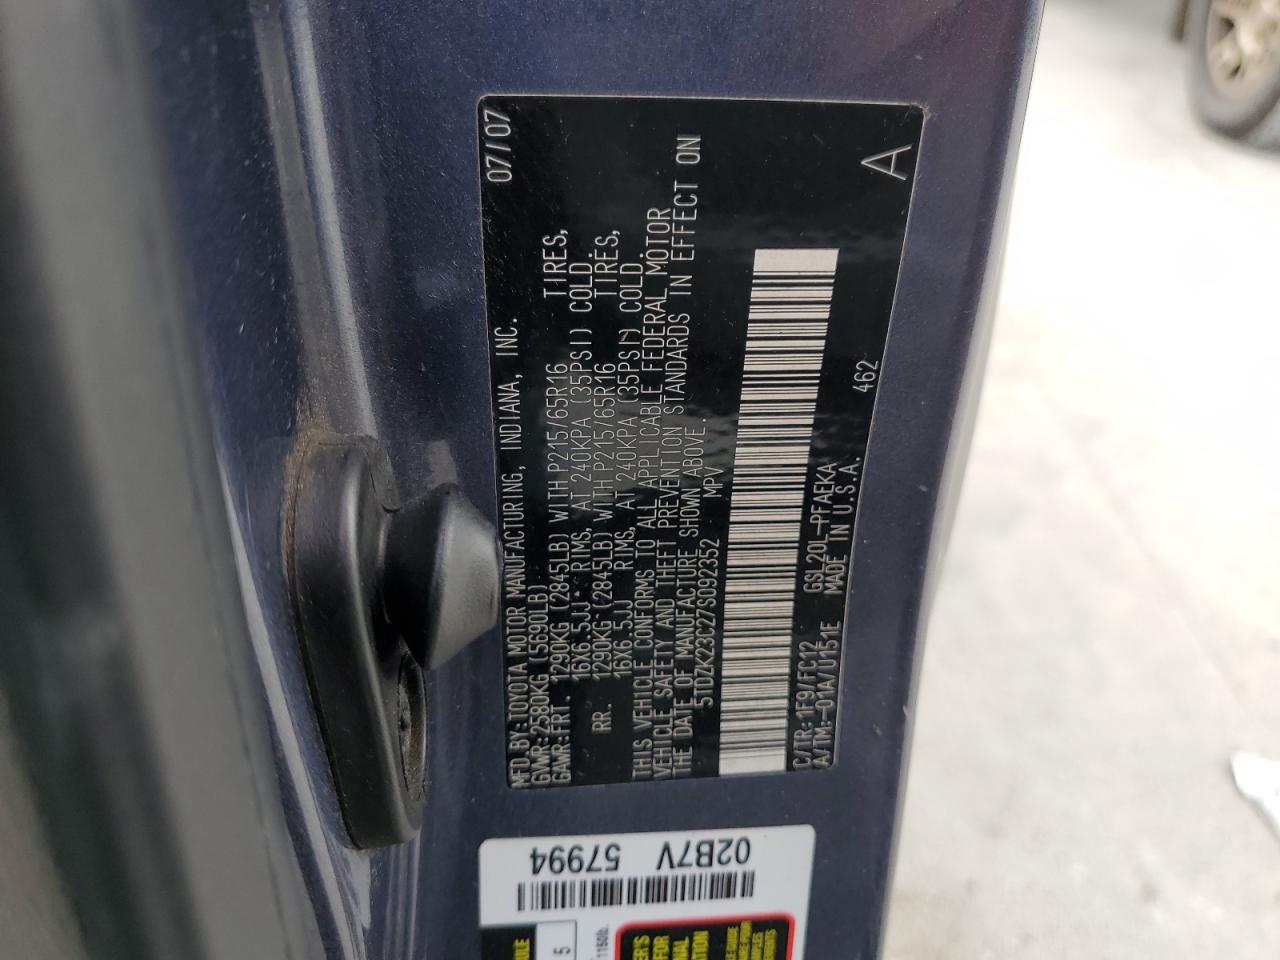 MFD.BY:TOYOTA MOTOR MANUFACTURING, INDIANA, INC. 07/07
GVWR:2580KG (5690LB)
GAWR:FRT. 1290KG (2845LB) WITH P215/65R16 TIRES,
16X6.5JJ RIMS, AT 240KPA (35PSI) COLD.
RR. 1290KG (2845LB) WITH P215/65R16 TIRES,
16X6.5JJ RIMS, AT 240KPA (35PSI) COLD.
THIS VEHICLE CONFORMS TO ALL APPLICABLE FEDERAL MOTOR
VEHICLE SAFETY AND THEFT PREVENTION STANDARDS IN EFFECT ON
THE DATE OF MANUFACTURE SHOWN ABOVE.
5TDZK23C27S092352 MPV
C/TR:1F9/FC12 GSL20L-PFAEKA 462
A/TM:-01A/U151E MADE IN U.S.A. A
02B7V
57994
5